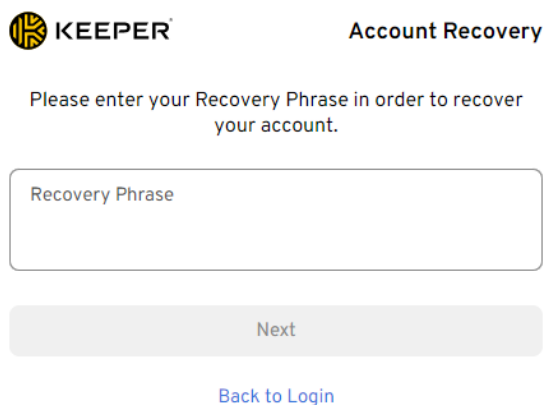 KEEPER
Account Recovery
Please enter your Recovery Phrase in order to recover
your account.
Recovery Phrase
Next
Back to Login